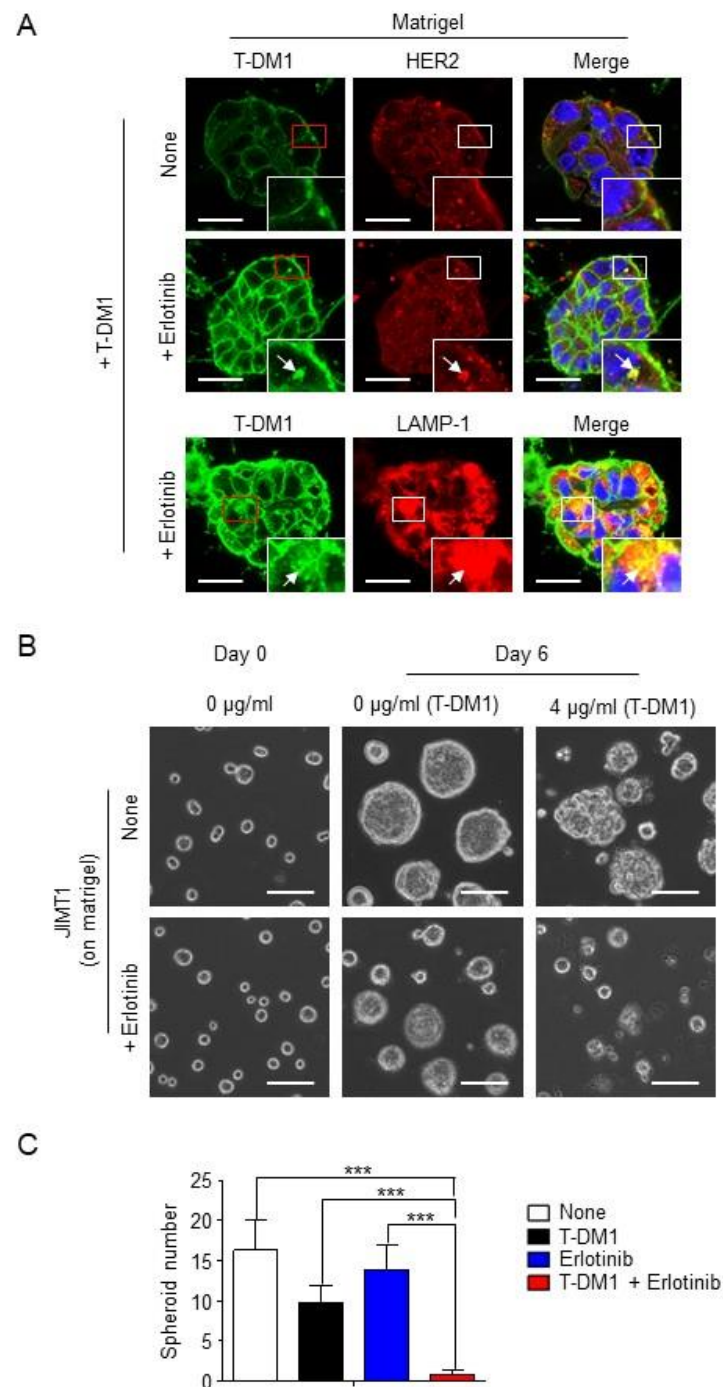 A
Matrigel
T-DM1 HER2 Merge
+T-DM1
None
+ Erlotinib
T-DM1 LAMP-1 Merge
+ Erlotinib
B
Day 0 Day 6
0 µg/ml 0 µg/ml (T-DM1) 4 µg/ml (T-DM1)
JIMT1
(on matrigel)
None
+ Erlotinib
C
Spheroid number
25
20
15
10
5
0
***
***
***
None
T-DM1
Erlotinib
T-DM1 + Erlotinib